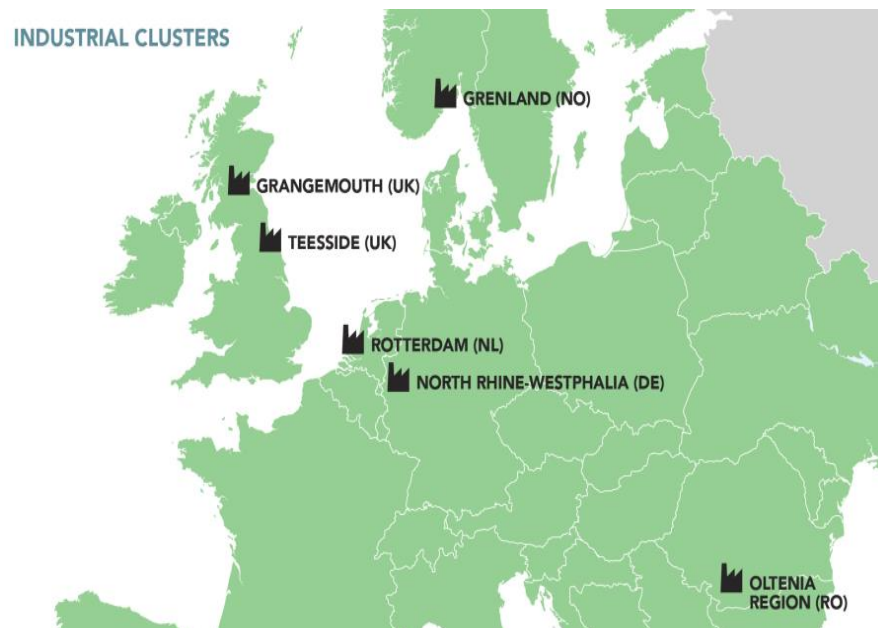 INDUSTRIAL CLUSTERS
GRENLAND (NO)
GRANGEMOUTH (UK)
TEESSIDE (UK)
ROTTERDAM (NL)
NORTH RHINE-WESTPHALIA (DE)
OLTENIA
REGION (RO)